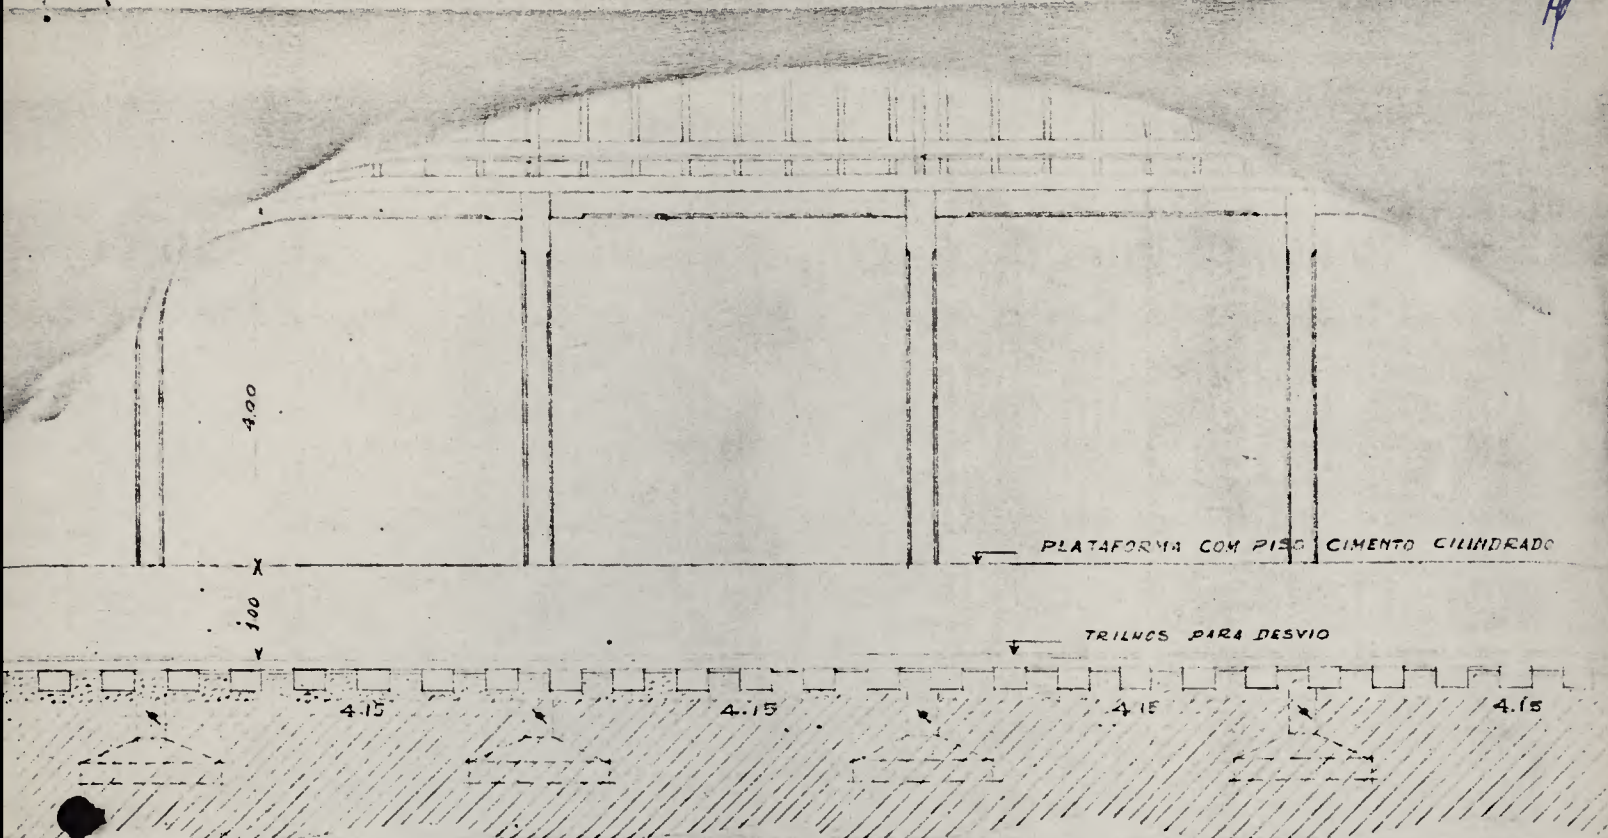 4.00
PLATAFORMA COM PISO CIMENTO CILINDRADO
1.00
TRILHOS PARA DESVIO
4.15 4.15 4.15 4.15